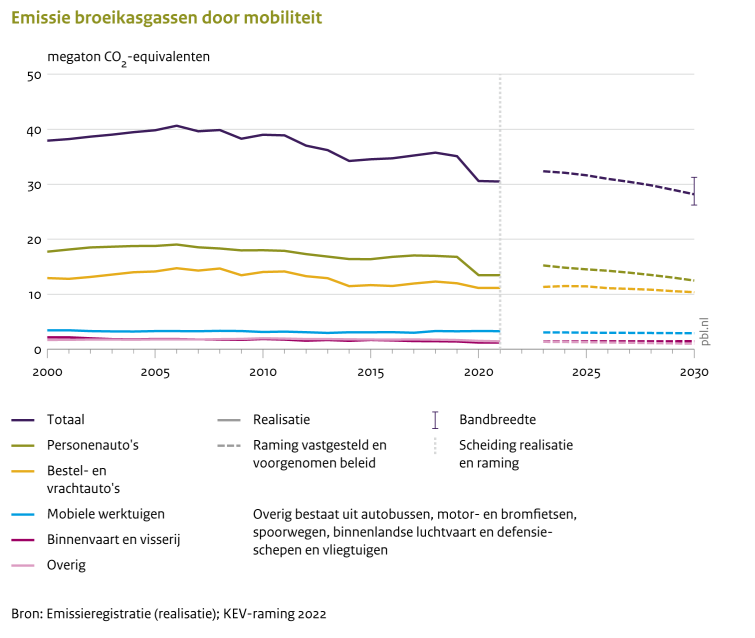 Emissie broeikasgassen door mobiliteit
megaton CO2-equivalenten
50
40
30
20
10
0
2000 2005 2010 2015 2020 2025 2030
pbl.nl
Totaal
Personenauto's
Bestel- en
vrachtauto's
Mobiele werktuigen
Binnenvaart en visserij
Overig
Realisatie
Raming vastgesteld en
voorgenomen beleid
Bandbreedte
Scheiding realisatie
en raming
Overig bestaat uit autobussen, motor- en bromfietsen,
spoorwegen, binnenlandse luchtvaart en defensie-
schepen en vliegtuigen
Bron: Emissieregistratie (realisatie); KEV-raming 2022